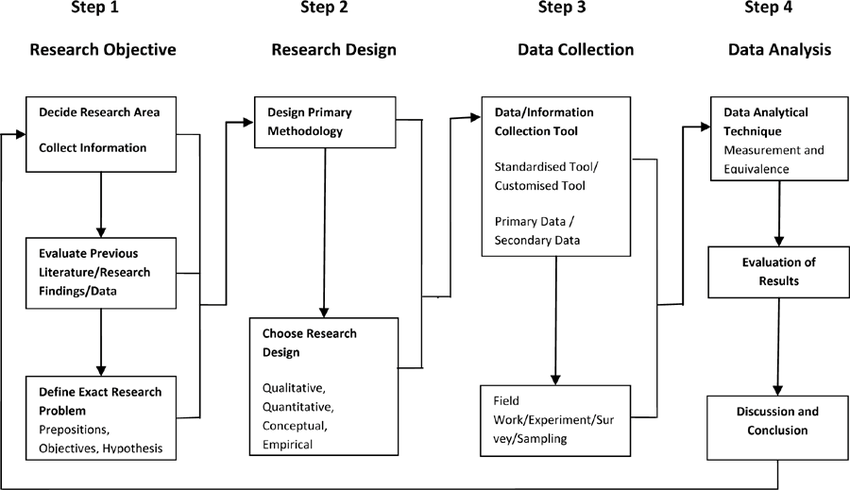 Step 1
Research Objective
Decide Research Area
Collect Information
Evaluate Previous
Literature/Research
Findings/Data
Define Exact Research
Problem
Prepositions,
Objectives, Hypothesis
Step 2
Research Design
Design Primary
Methodology
Choose Research
Design
Qualitative,
Quantitative,
Conceptual,
Empirical
Step 3
Data Collection
Data/Information
Collection Tool
Standardised Tool/
Customised Tool
Primary Data /
Secondary Data
Field
Work/Experiment/Sur
vey/Sampling
Step 4
Data Analysis
Data Analytical
Technique
Measurement and
Equivalence
Evaluation of
Results
Discussion and
Conclusion